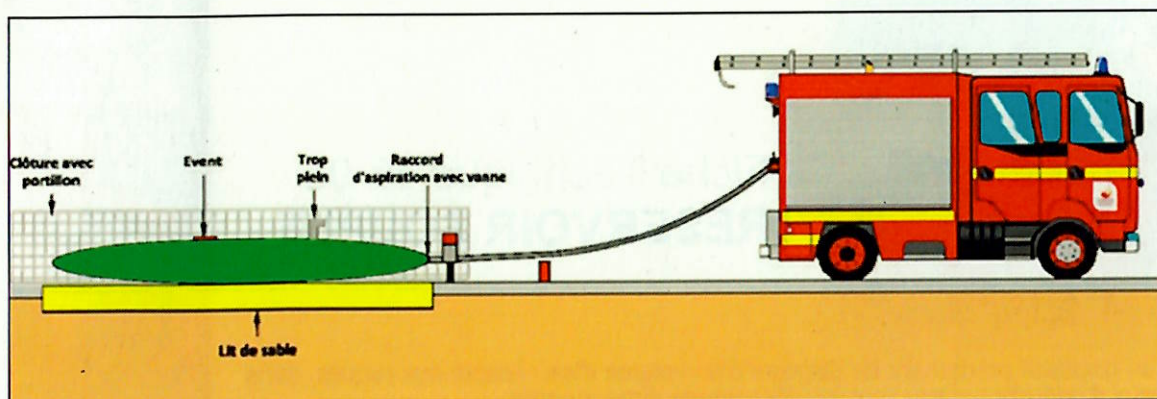 Clôture avec
portillon
Event
Trop
plein
Raccord
d'aspiration avec vanne
Lit de sable